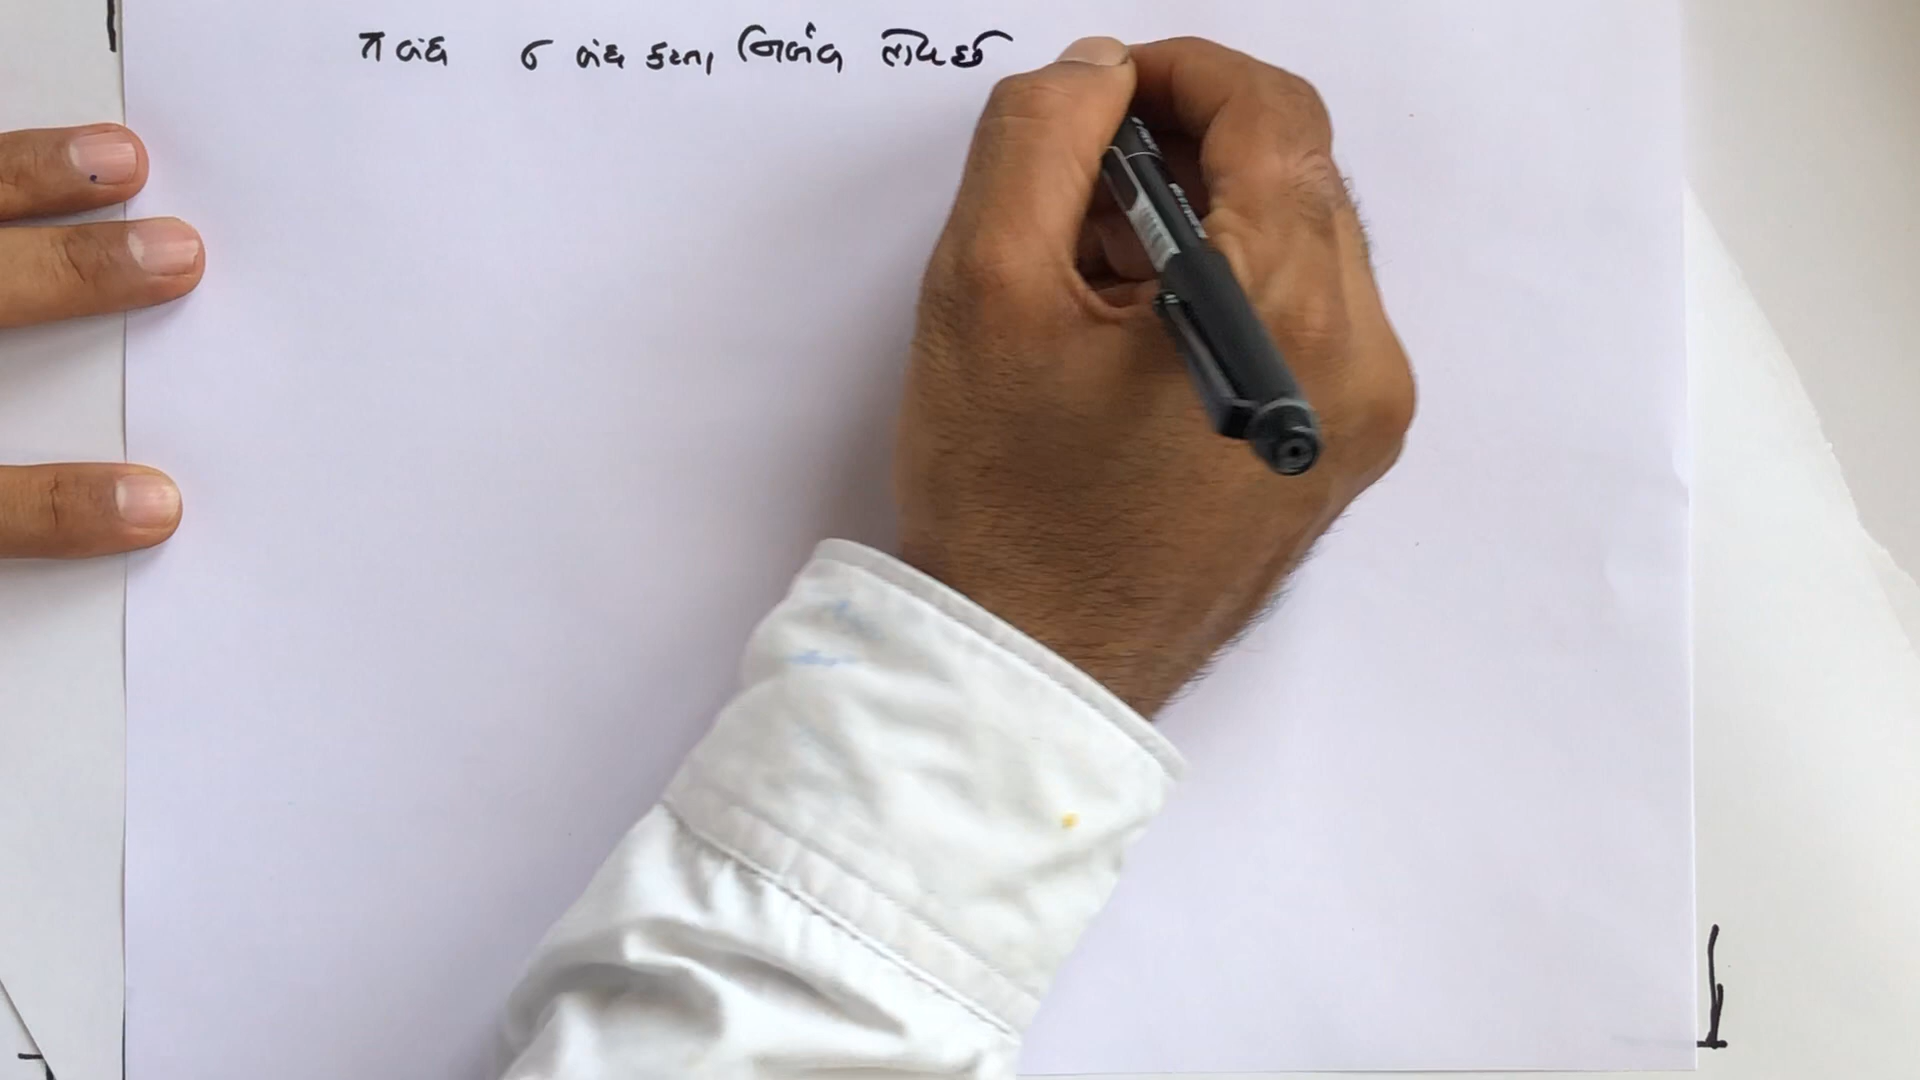 π બંધ σ બંધ કરતા નિર્બળ હોય છે